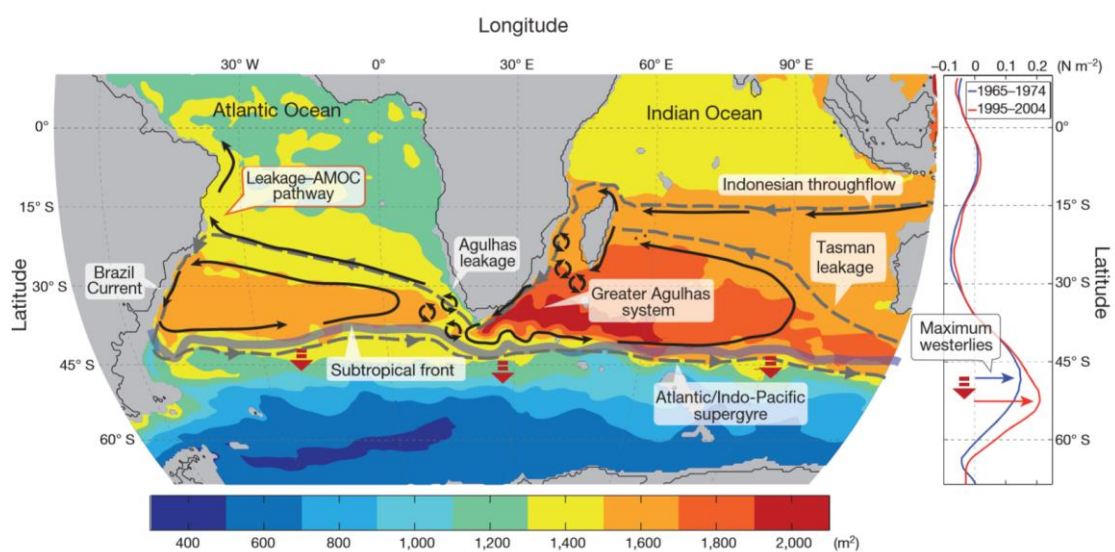 Longitude
30° W 0° 30° E 60° E 90° E
–0.1 0 0.1 0.2 (N m–2)
1965–1974
1995–2004
Atlantic Ocean
Indian Ocean
0°
0°
Leakage–AMOC
pathway
Indonesian throughflow
15° S
15° S
Agulhas
leakage
Tasman
leakage
Brazil
Current
30° S
30° S
Greater Agulhas
system
Latitude
Latitude
Maximum
westerlies
45° S
45° S
Subtropical front
Atlantic/Indo-Pacific
supergyre
60° S
60° S
400 600 800 1,000 1,200 1,400 1,600 1,800 2,000 (m2)